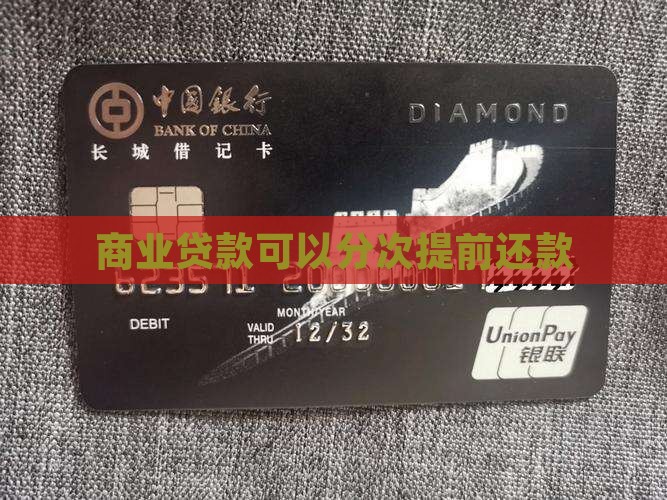 中国银行
BANK OF CHINA
长城借记卡
DIAMOND
商业贷款可以分次提前还款
DEBIT
MONTH/YEAR
VALID THRU
12/32
UnionPay
银联